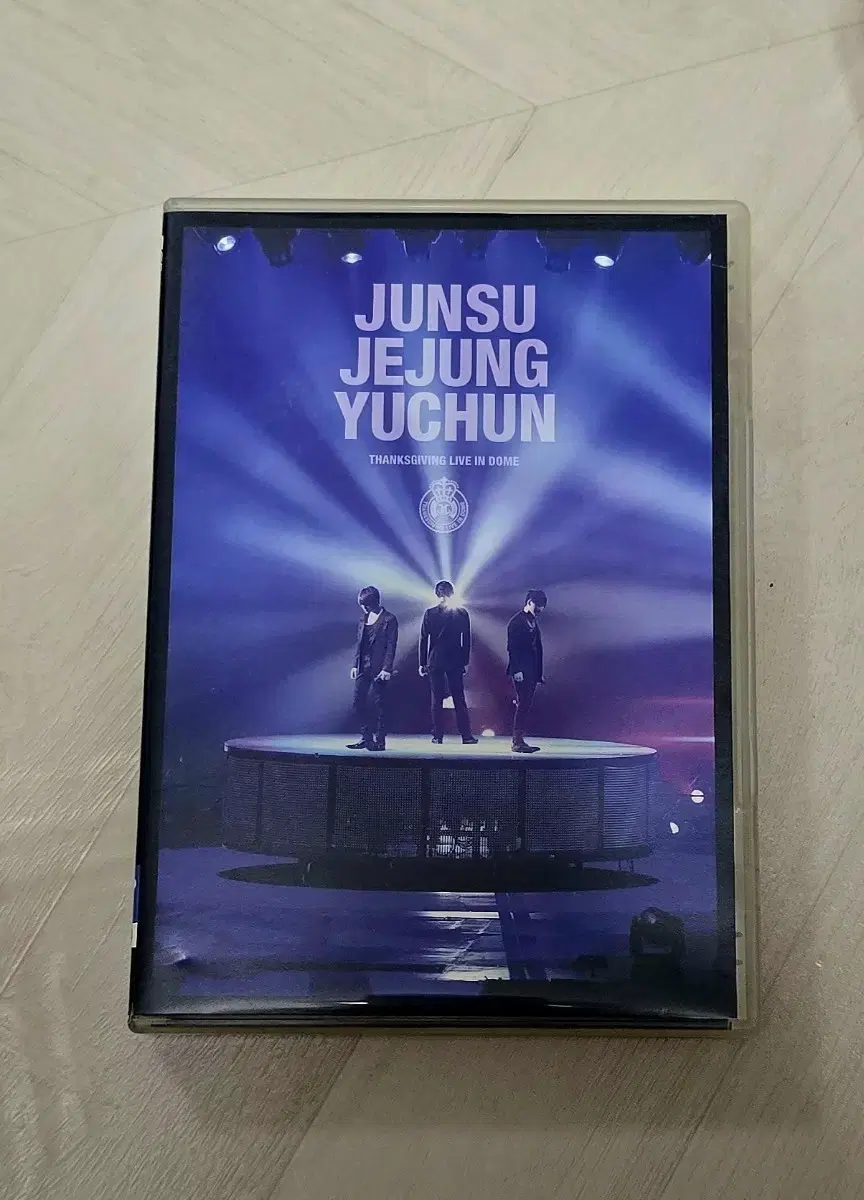 JUNSU
JEJUNG
YUCHUN
THANKSGIVING LIVE IN DOME